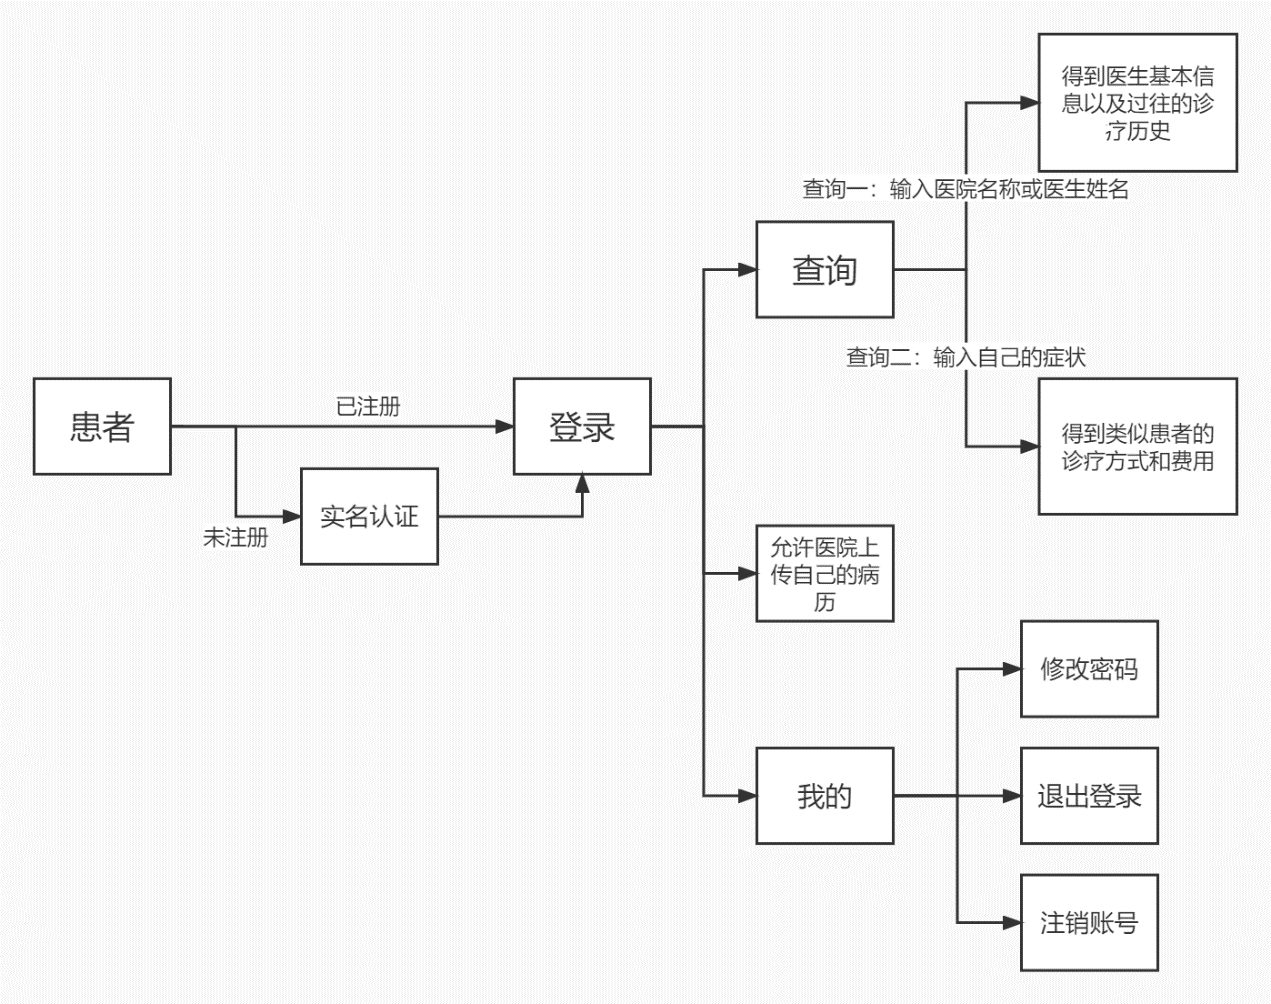 得到医生基本信
息以及过往的诊
疗历史
查询一：输入医院名称或医生姓名
查询
查询二：输入自己的症状
得到类似患者的
诊疗方式和费用
患者
已注册
登录
未注册
实名认证
允许医院上
传自己的病
历
我的
修改密码
退出登录
注销账号